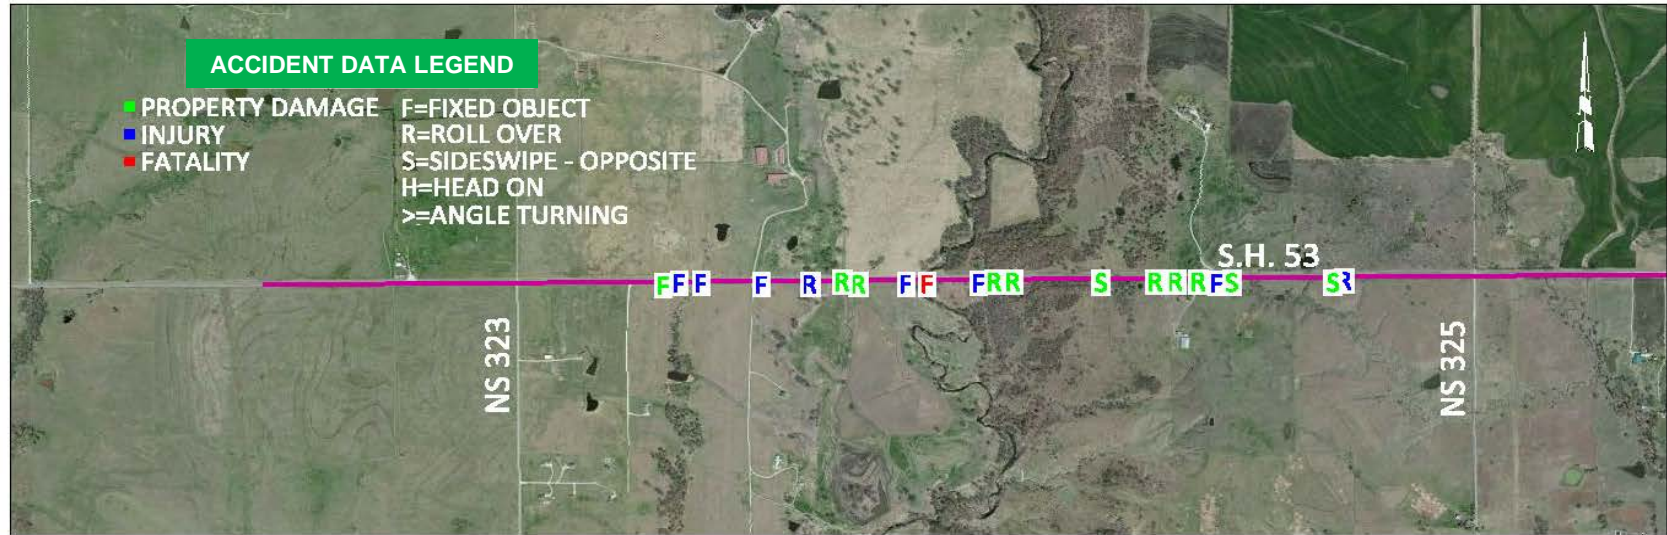 ACCIDENT DATA LEGEND
PROPERTY DAMAGE
INJURY
FATALITY
F=FIXED OBJECT
R=ROLL OVER
S=SIDESWIPE - OPPOSITE
H=HEAD ON
>=ANGLE TURNING
S.H. 53
F F F F R R R F F F R R S R R R F S S R
NS 323
NS 325